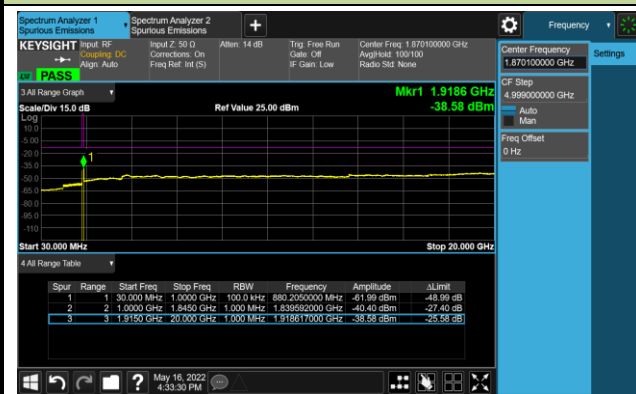 Spectrum Analyzer 1
Spurious Emissions
Spectrum Analyzer 2
Spurious Emissions
Frequency
KEYSIGHT
Input: RF
Coupling: DC
Align: Auto
Input Z: 50 Ω
Corrections: On
Freq Ref: Int (S)
Atten: 14 dB
Trig: Free Run
Gate: Off
IF Gain: Low
Center Freq: 1.870100000 GHz
Avg|Hold: 100/100
Radio Std: None
PASS
Center Frequency
1.870100000 GHz
Settings
CF Step
4.999000000 GHz
Auto
Man
Freq Offset
0 Hz
3 All Range Graph
Mkr1 1.9186 GHz
Scale/Div 15.0 dB
Ref Value 25.00 dBm
-38.58 dBm
Log
10.0
-5.00
-20.0
-35.0
-50.0
-65.0
-80.0
-95.0
-110
1
Start 30.000 MHz
Stop 20.000 GHz
4 All Range Table
Spur Range Start Freq Stop Freq RBW Frequency Amplitude ΔLimit
1 1 30.000 MHz 1.0000 GHz 100.0 kHz 880.2050000 MHz -61.99 dBm -48.99 dB
2 2 1.0000 GHz 1.8450 GHz 1.000 MHz 1.839592000 GHz -40.40 dBm -27.40 dB
3 3 1.9150 GHz 20.000 GHz 1.000 MHz 1.918617000 GHz -38.58 dBm -25.58 dB
May 16, 2022
4:33:30 PM